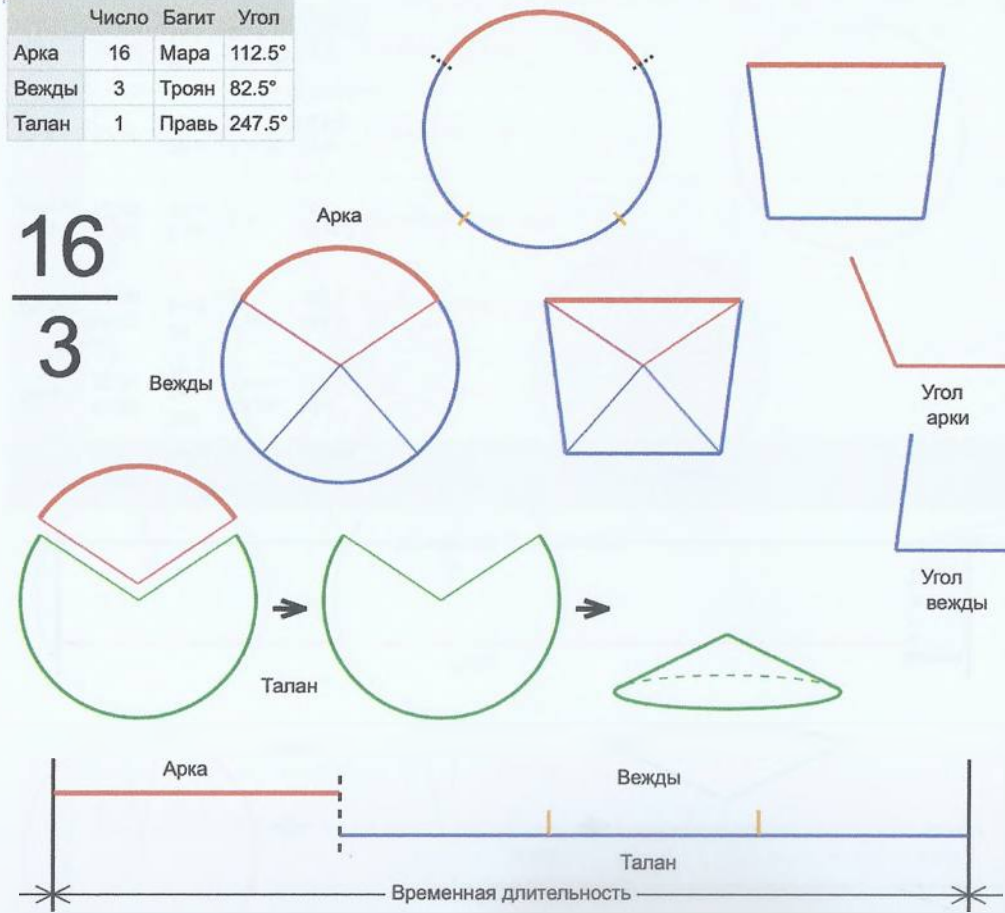 Число Багит Угол
Арка 16 Мара 112.5°
Вежды 3 Троян 82.5°
Талан 1 Правь 247.5°
16
3
Арка
Вежды
Угол
арки
Угол
вежды
Талан
Арка
Вежды
Талан
Временная длительность